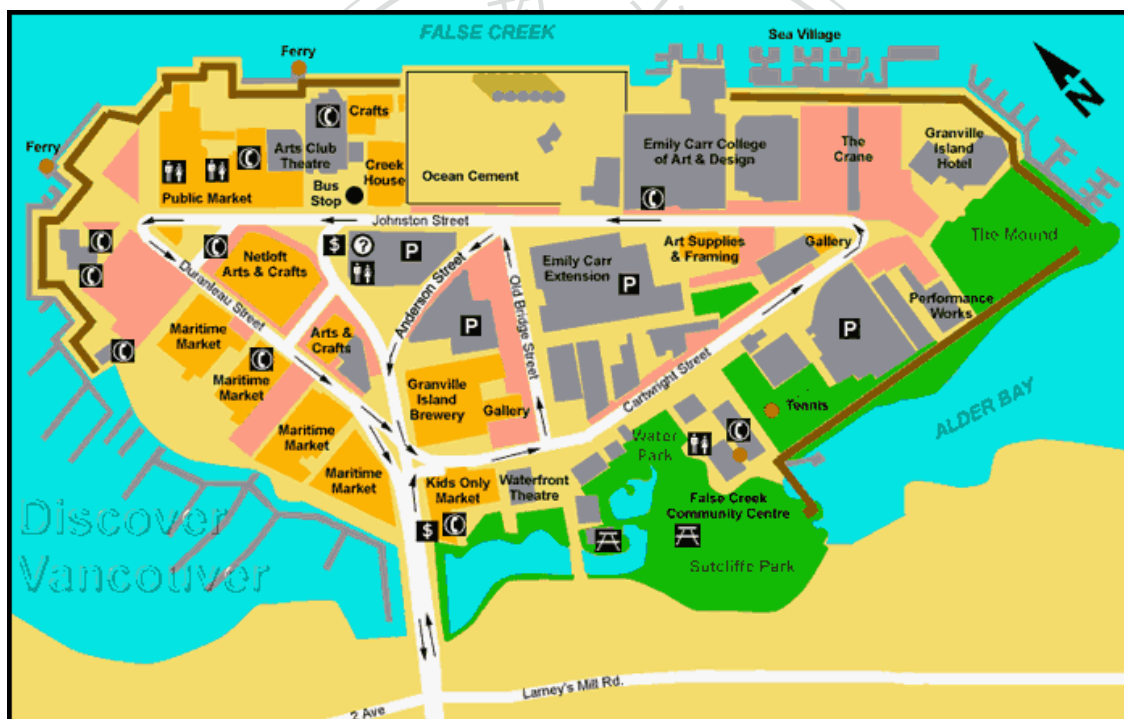 FALSE CREEK
Sea Village
Ferry
N
Ferry
Crafts
Arts Club
Theatre
Creek
House
Bus
Stop
Public Market
Ocean Cement
Emily Carr College
of Art & Design
The
Crane
Granville
Island
Hotel
Johnston Street
The Mound
$
?
P
Netloft
Arts & Crafts
Duranleau Street
Anderson Street
Old Bridge Street
Emily Carr
Extension
P
Art Supplies
& Framing
Gallery
Performance
Works
P
P
Maritime
Market
Arts &
Crafts
Maritime
Market
Granville
Island
Brewery
Gallery
Cartwright Street
Tennis
ALDER BAY
Maritime
Market
Maritime
Market
Kids Only
Market
Waterfront
Theatre
Water
Park
False Creek
Community Centre
$
Sutcliffe Park
Discover
Vancouver
Lamey's Mill Rd.
2 Ave